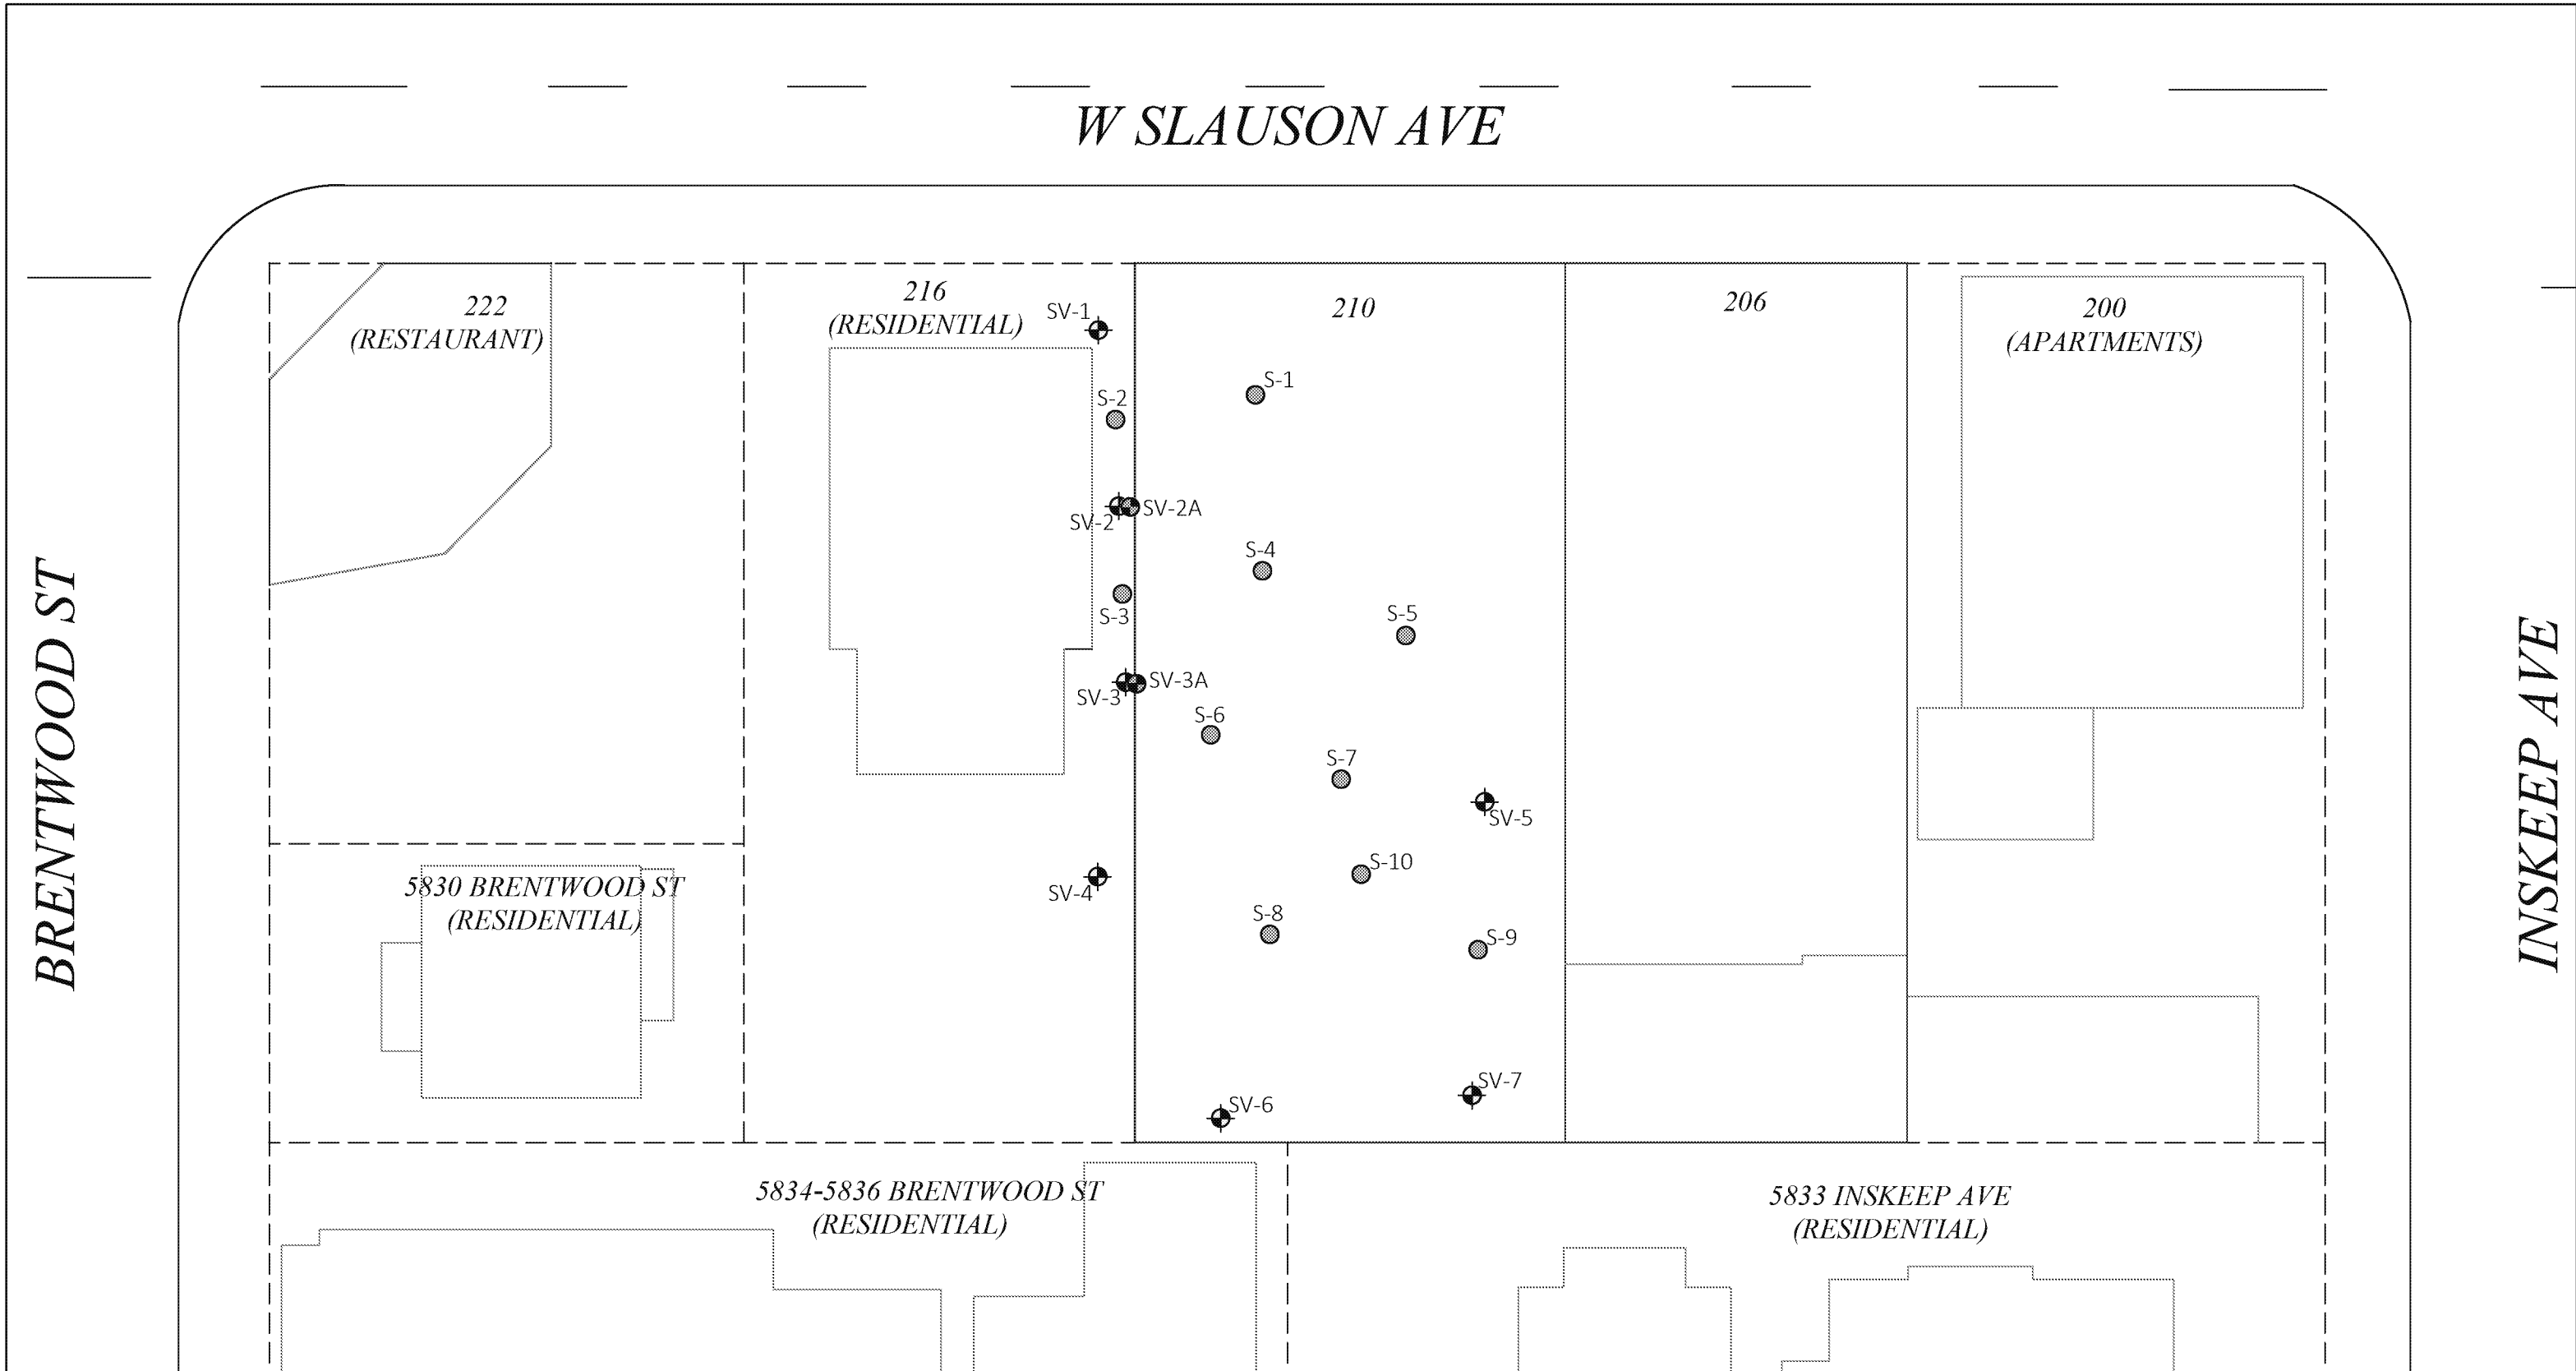 W SLAUSON AVE
BRENTWOOD ST
INSKEEP AVE
222
(RESTAURANT)
216
(RESIDENTIAL)
210
206
200
(APARTMENTS)
SV-1
S-1
S-2
SV-2
SV-2A
S-4
S-3
S-5
SV-3
SV-3A
S-6
S-7
SV-5
S-10
SV-4
S-8
S-9
5830 BRENTWOOD ST
(RESIDENTIAL)
SV-7
SV-6
5834-5836 BRENTWOOD ST
(RESIDENTIAL)
5833 INSKEEP AVE
(RESIDENTIAL)